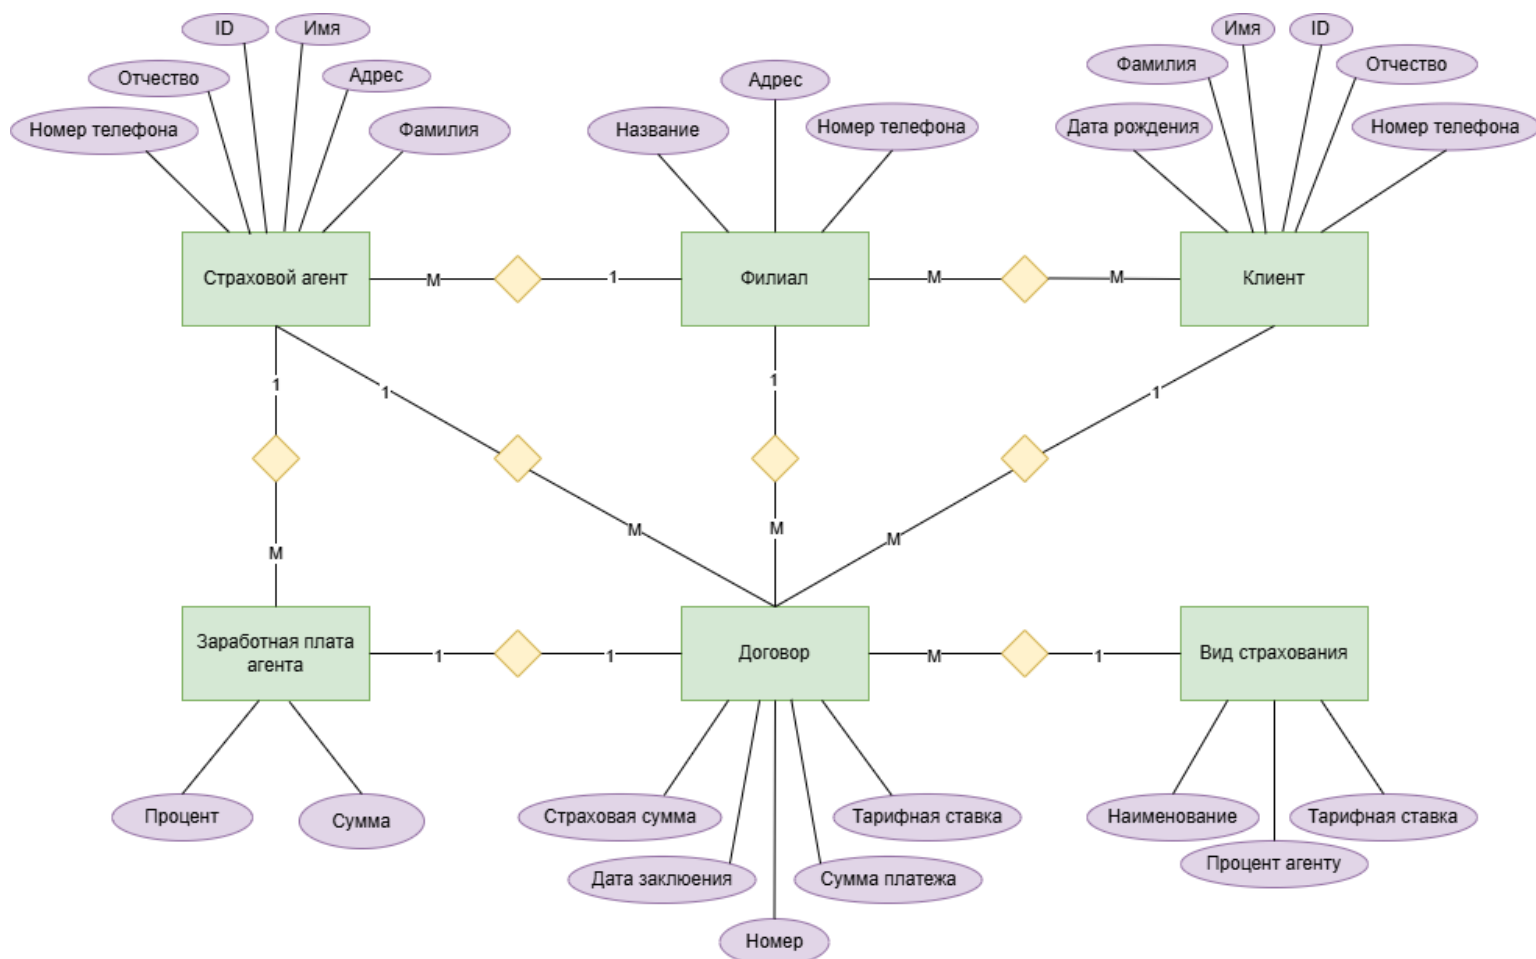 ID
Имя
Имя
ID
Отчество
Адрес
Адрес
Фамилия
Отчество
Номер телефона
Фамилия
Название
Номер телефона
Дата рождения
Номер телефона
Страховой агент
М
1
Филиал
М
М
Клиент
1
1
1
1
М
М
М
М
Заработная плата
агента
1
1
Договор
М
1
Вид страхования
Процент
Сумма
Страховая сумма
Тарифная ставка
Наименование
Тарифная ставка
Дата заклюения
Сумма платежа
Процент агенту
Номер